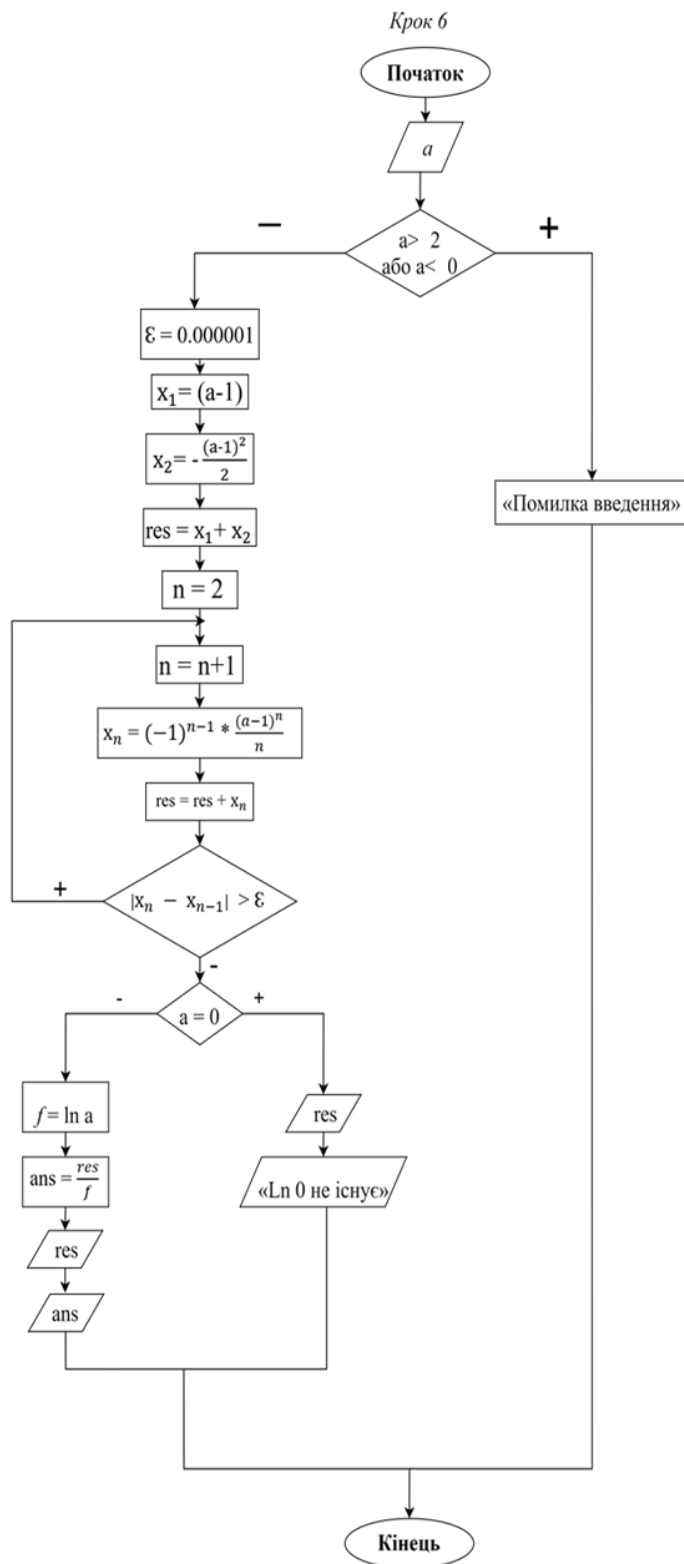 Крок 6
Початок
a
−
+
a> 2
або a< 0
Ɛ = 0.000001
x₁= (a-1)
x₂= - (a-1)²/2
«Помилка введення»
res = x₁+ x₂
n = 2
n = n+1
xₙ = (−1)ⁿ⁻¹ * (a−1)ⁿ/n
res = res + xₙ
+
|xₙ − xₙ₋₁| > Ɛ
-
-
+
a = 0
f = ln a
res
ans = res/f
«Ln 0 не існує»
res
ans
Кінець